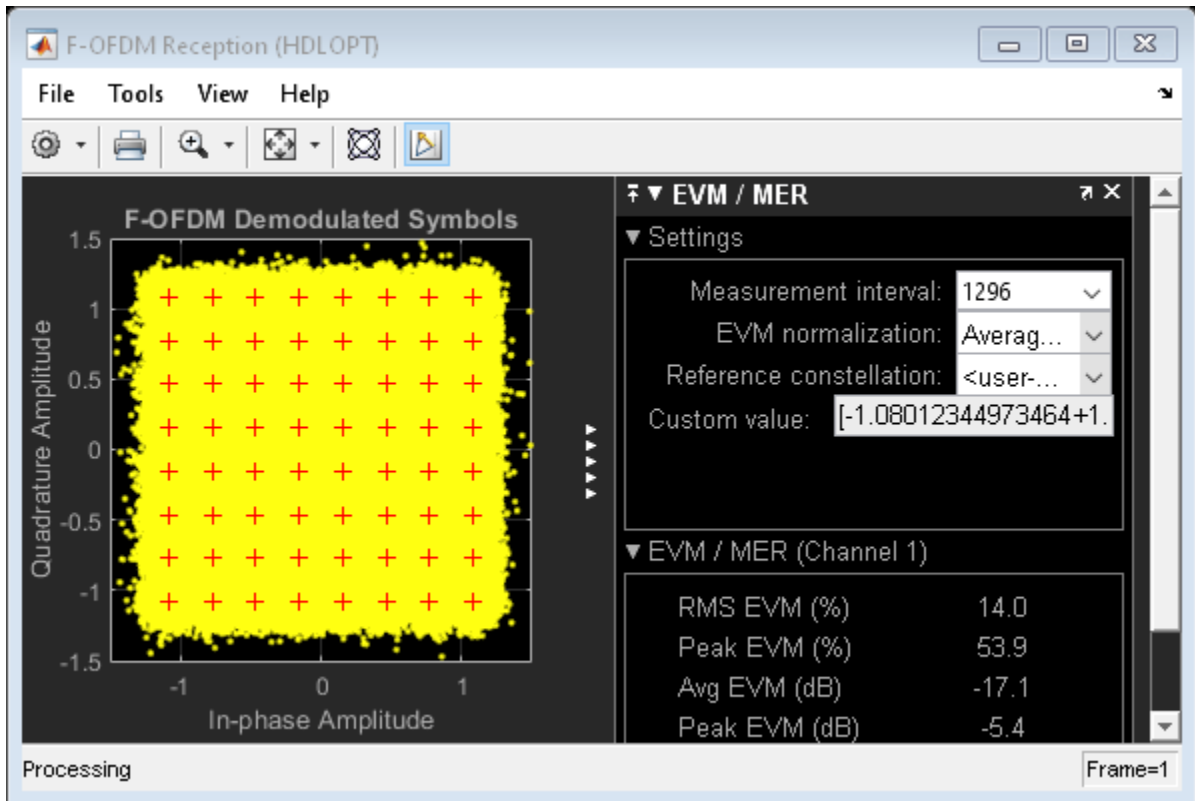 F-OFDM Reception (HDLOPT)
File Tools View Help
F-OFDM Demodulated Symbols
1.5
1
0.5
0
-0.5
-1
-1.5
Quadrature Amplitude
-1 0 1
In-phase Amplitude
EVM / MER
Settings
Measurement interval: 1296
EVM normalization: Averag...
Reference constellation: <user-...
Custom value: [-1.08012344973464+1.
EVM / MER (Channel 1)
RMS EVM (%) 14.0
Peak EVM (%) 53.9
Avg EVM (dB) -17.1
Peak EVM (dB) -5.4
Processing Frame=1